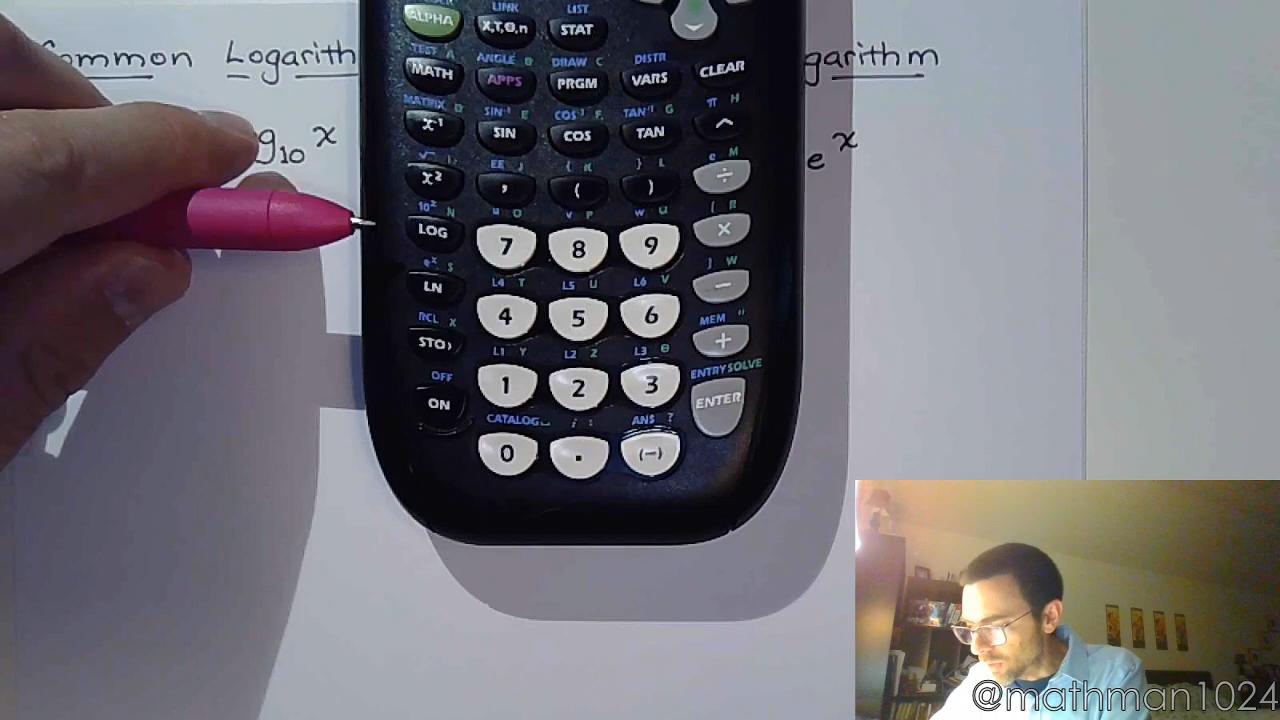 ommon Logarith garithm
g10 x e x
LINK LIST
ALPHA X,T,Θ,n STAT
TEST A ANGLE B DRAW C DISTR
MATH APPS PRGM VARS CLEAR
MATRIX D SIN⁻¹ E COS⁻¹ F TAN⁻¹ G π H
x⁻¹ SIN COS TAN ^
√ I EE J { K } L e M
x² , ( ) ÷
10ˣ N u O v P w Q [ R
LOG 7 8 9 ×
eˣ S L4 T L5 U L6 V ] W
LN 4 5 6 −
RCL X L1 Y L2 Z L3 θ MEM "
STO› 1 2 3 +
OFF CATALOG ⎵ i : ANS ? ENTRY SOLVE
ON 0 . (−) ENTER
@mathman1024